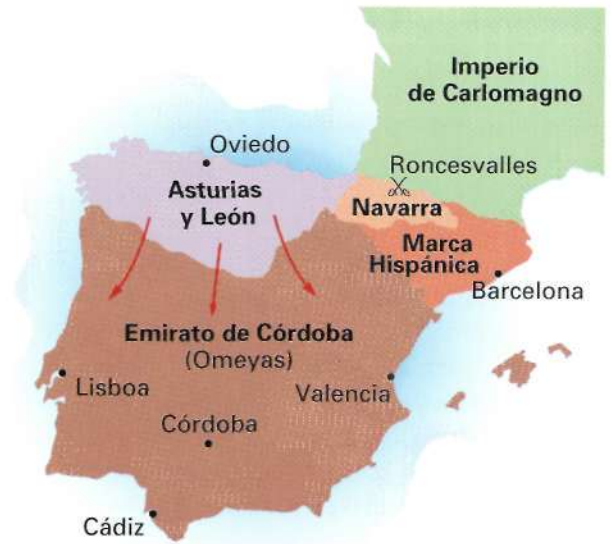 Imperio
de Carlomagno
Oviedo
Roncesvalles
Asturias
y León
Navarra
Marca
Hispánica
Barcelona
Emirato de Córdoba
(Omeyas)
Lisboa
Valencia
Córdoba
Cádiz